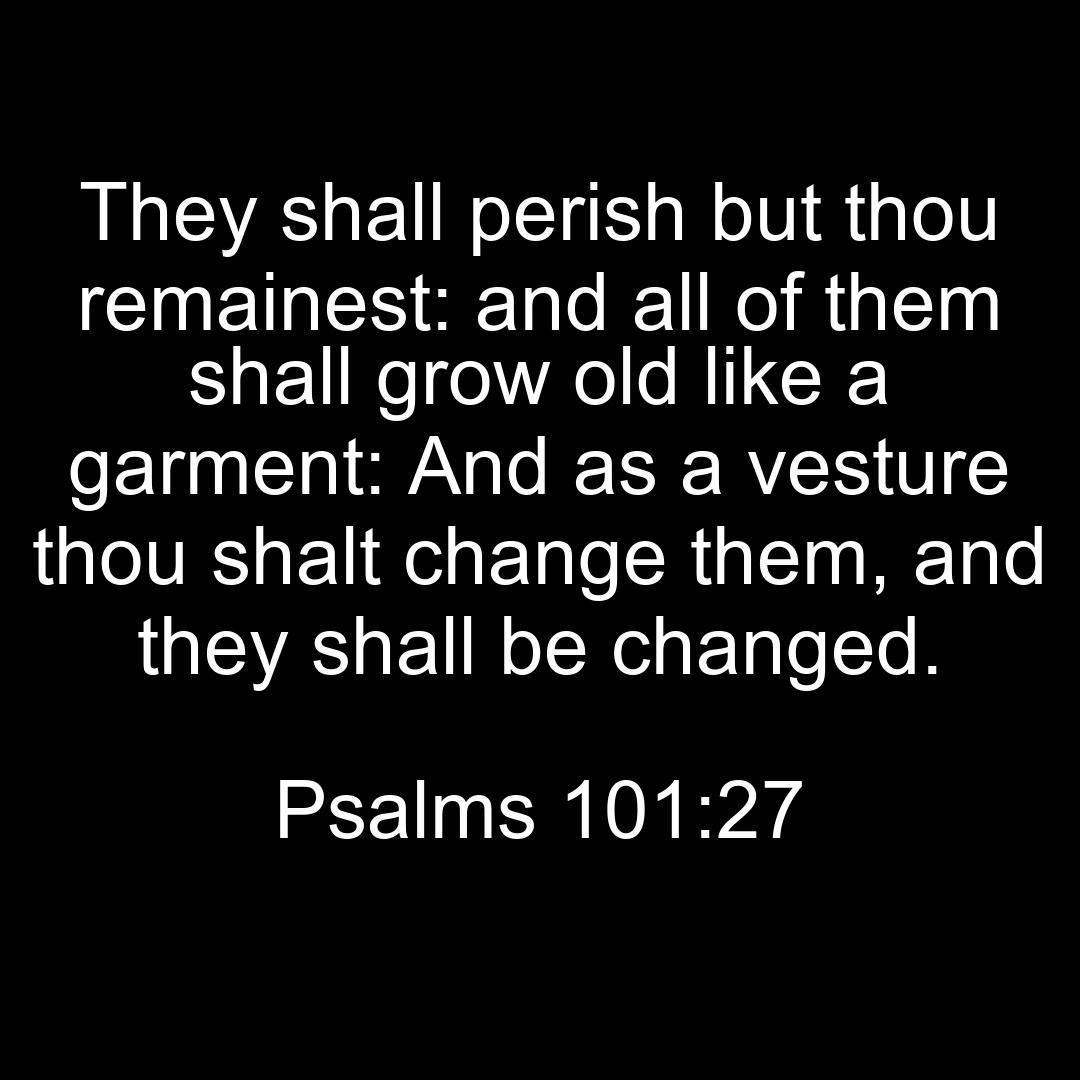 They shall perish but thou
remainest: and all of them
shall grow old like a
garment: And as a vesture
thou shalt change them, and
they shall be changed.
Psalms 101:27